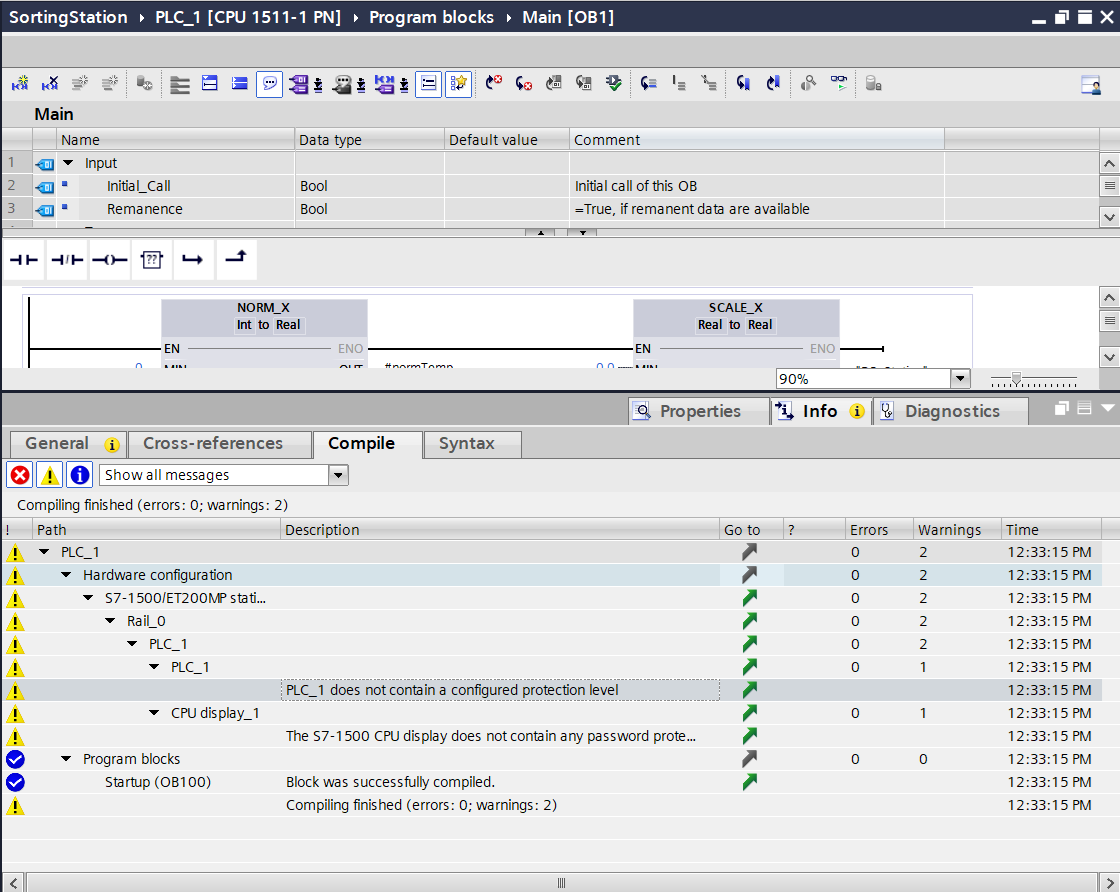 SortingStation › PLC_1 [CPU 1511-1 PN] › Program blocks › Main [OB1]
Main
Name Data type Default value Comment
1 Input
2 Initial_Call Bool Initial call of this OB
3 Remanence Bool =True, if remanent data are available
??
NORM_X SCALE_X
Int to Real Real to Real
EN ENO EN ENO
0 MIN OUT #normTemp 0.0 MIN
90%
Properties Info Diagnostics
General Cross-references Compile Syntax
Show all messages
Compiling finished (errors: 0; warnings: 2)
! Path Description Go to ? Errors Warnings Time
PLC_1 0 2 12:33:15 PM
Hardware configuration 0 2 12:33:15 PM
S7-1500/ET200MP stati... 0 2 12:33:15 PM
Rail_0 0 2 12:33:15 PM
PLC_1 0 2 12:33:15 PM
PLC_1 0 1 12:33:15 PM
PLC_1 does not contain a configured protection level 12:33:15 PM
CPU display_1 0 1 12:33:15 PM
The S7-1500 CPU display does not contain any password prote... 12:33:15 PM
Program blocks 0 0 12:33:15 PM
Startup (OB100) Block was successfully compiled. 12:33:15 PM
Compiling finished (errors: 0; warnings: 2) 12:33:15 PM